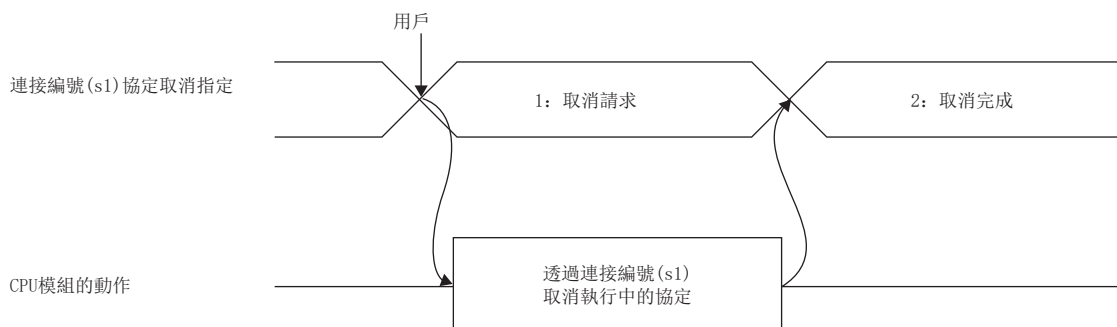 用戶
連接編號(s1)協定取消指定
1: 取消請求
2: 取消完成
CPU模組的動作
透過連接編號(s1)
取消執行中的協定